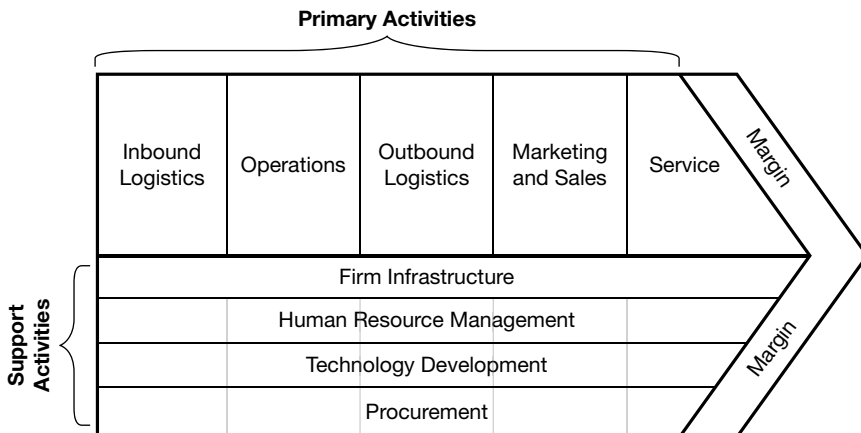 Primary Activities
Inbound
Logistics
Operations
Outbound
Logistics
Marketing
and Sales
Service
Margin
Support
Activities
Firm Infrastructure
Human Resource Management
Technology Development
Procurement
Margin